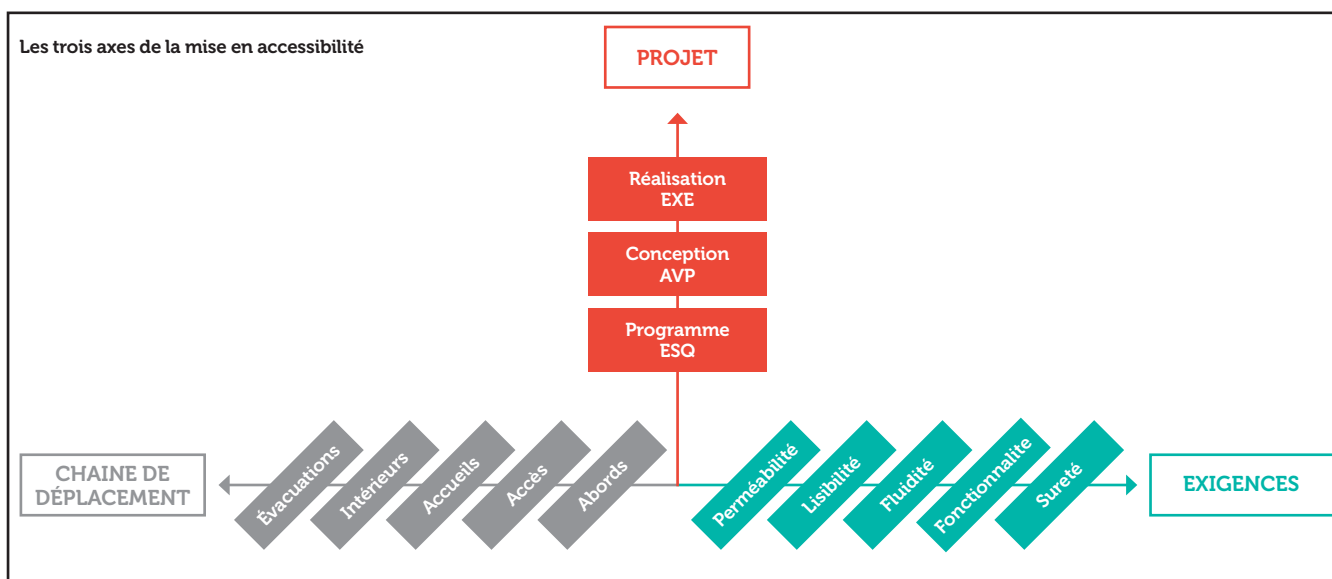 Les trois axes de la mise en accessibilité
PROJET
Réalisation
EXE
Conception
AVP
Programme
ESQ
CHAINE DE
DÉPLACEMENT
Évacuations
Intérieurs
Accueils
Accès
Abords
Perméabilité
Lisibilité
Fluidité
Fonctionnalite
Sureté
EXIGENCES